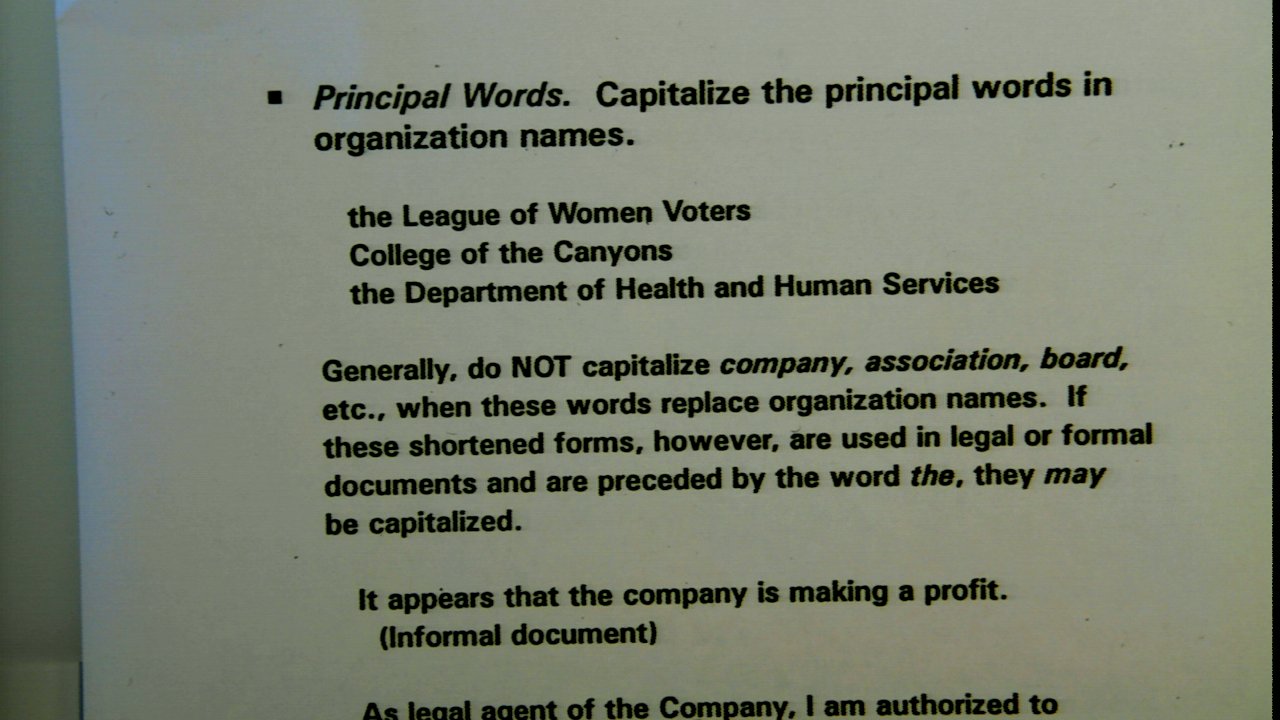 ▪ Principal Words. Capitalize the principal words in
organization names.
the League of Women Voters
College of the Canyons
the Department of Health and Human Services
Generally, do NOT capitalize company, association, board,
etc., when these words replace organization names. If
these shortened forms, however, are used in legal or formal
documents and are preceded by the word the, they may
be capitalized.
It appears that the company is making a profit.
(Informal document)
As legal agent of the Company, I am authorized to